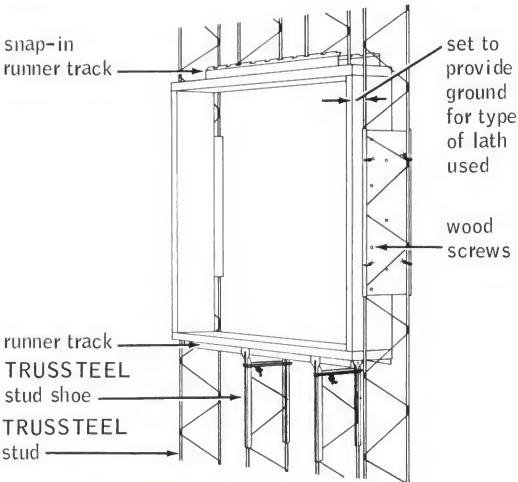 snap-in
runner track
set to
provide
ground
for type
of lath
used
wood
screws
runner track
TRUSSTEEL
stud shoe
TRUSSTEEL
stud